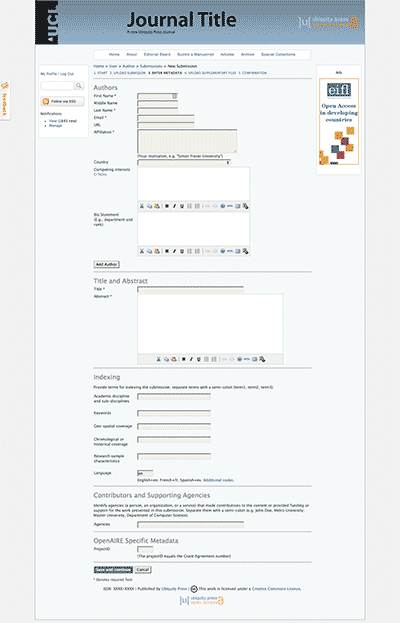 UCL
Journal Title
A new Ubiquity Press Journal
]u[ ubiquity press
open access
Home About Editorial Board Submit a Manuscript Articles Archive Special Collections
Feedback
My Profile | Log Out
Follow via RSS
Notifications
View (1695 new)
Manage
Home > User > Author > Submissions > New Submission
1. START 2. UPLOAD SUBMISSION 3. ENTER METADATA 4. UPLOAD SUPPLEMENTARY FILES 5. CONFIRMATION
Authors
First Name *
Middle Name
Last Name *
Email *
URL
Affiliation *
(Your institution, e.g. "Simon Fraser University")
Country
Competing interests
CI Policy
Bio Statement
(E.g., department and
rank)
Add Author
Title and Abstract
Title *
Abstract *
Indexing
Provide terms for indexing the submission; separate terms with a semi-colon (term1; term2; term3).
Academic discipline
and sub-disciplines
Keywords
Geo-spatial coverage
Chronological or
historical coverage
Research sample
characteristics
Language
en
English=en; French=fr; Spanish=es. Additional codes.
Contributors and Supporting Agencies
Identify agencies (a person, an organization, or a service) that made contributions to the content or provided funding or
support for the work presented in this submission. Separate them with a semi-colon (e.g. John Doe, Metro University;
Master University, Department of Computer Science).
Agencies
OpenAIRE Specific Metadata
ProjectID
(The projectID equals the Grant Agreement number)
Save and continue Cancel
* Denotes required field
ISSN: XXXX-XXXX | Published by Ubiquity Press | cc This work is licensed under a Creative Commons License.
]u[ ubiquity press
open access
Ads
eifl
Open Access
in developing
countries